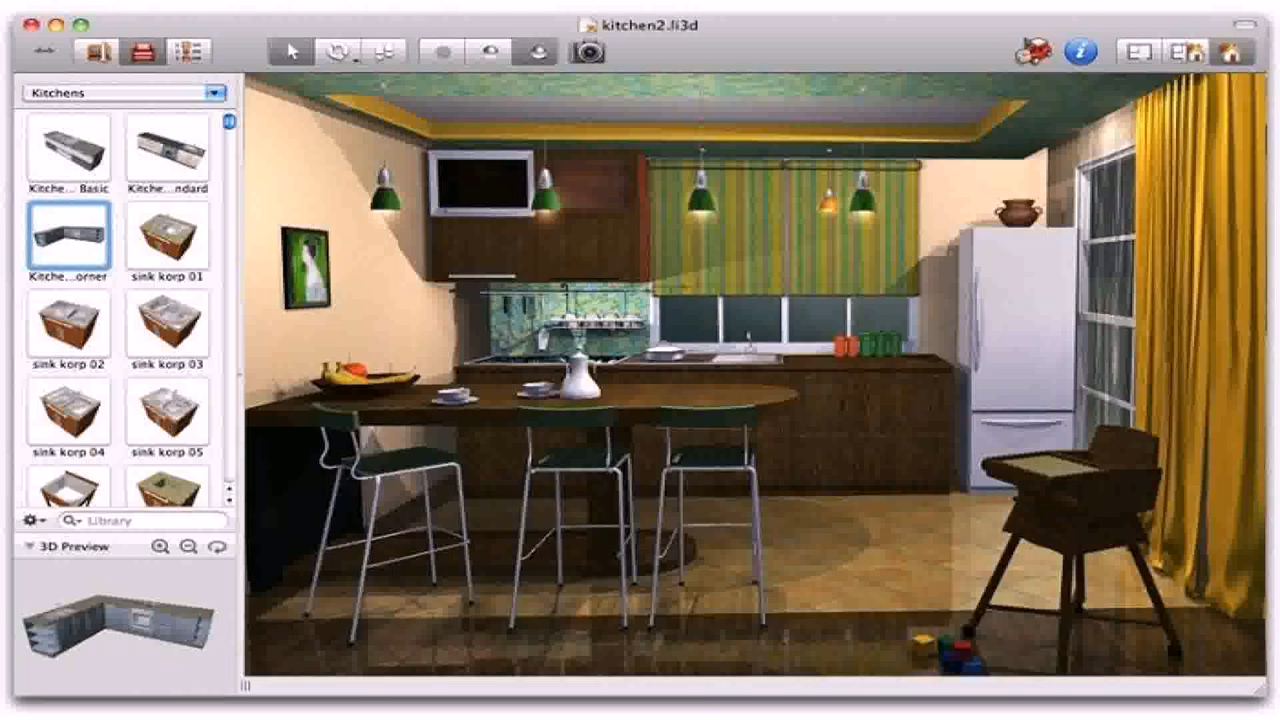 kitchen2.li3d
Kitchens
Kitche... Basic
Kitche...ndard
Kitche...orner
sink korp 01
sink korp 02
sink korp 03
sink korp 04
sink korp 05
Library
3D Preview